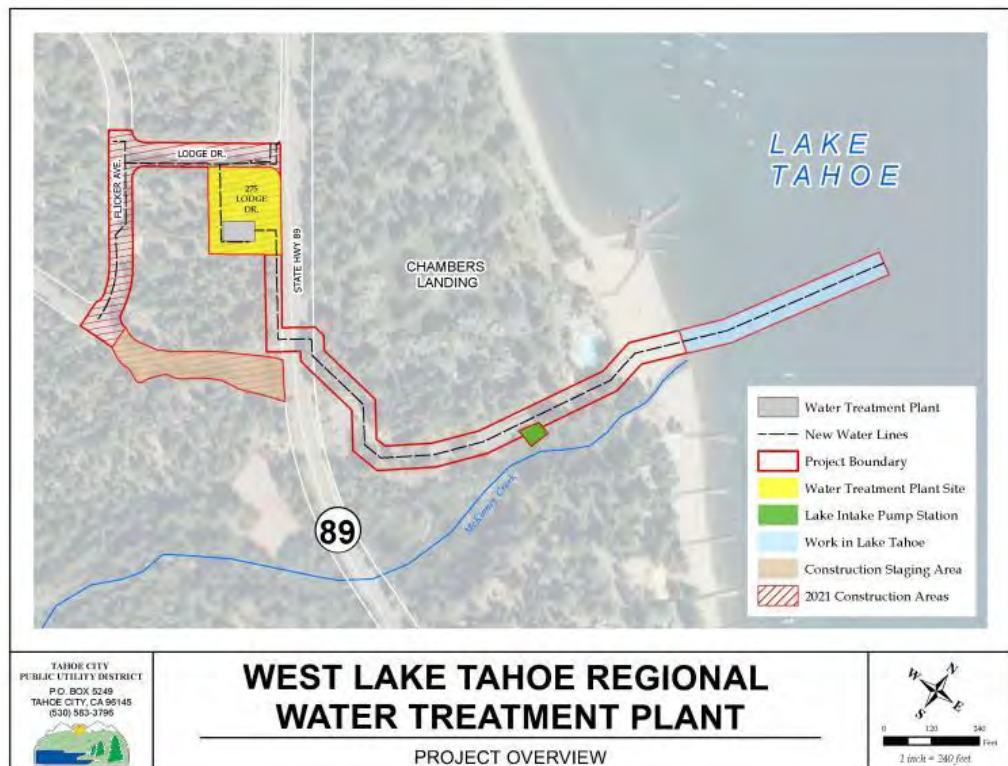 LAKE
TAHOE
LODGE DR.
FLICKER AVE.
275
LODGE
DR.
STATE HWY 89
CHAMBERS
LANDING
McKinney Creek
89
Water Treatment Plant
New Water Lines
Project Boundary
Water Treatment Plant Site
Lake Intake Pump Station
Work in Lake Tahoe
Construction Staging Area
2021 Construction Areas
TAHOE CITY
PUBLIC UTILITY DISTRICT
P.O. BOX 5249
TAHOE CITY, CA 96145
(530) 583-3796
WEST LAKE TAHOE REGIONAL
WATER TREATMENT PLANT
PROJECT OVERVIEW
N
W
E
S
0 120 240
Feet
1 inch = 240 feet